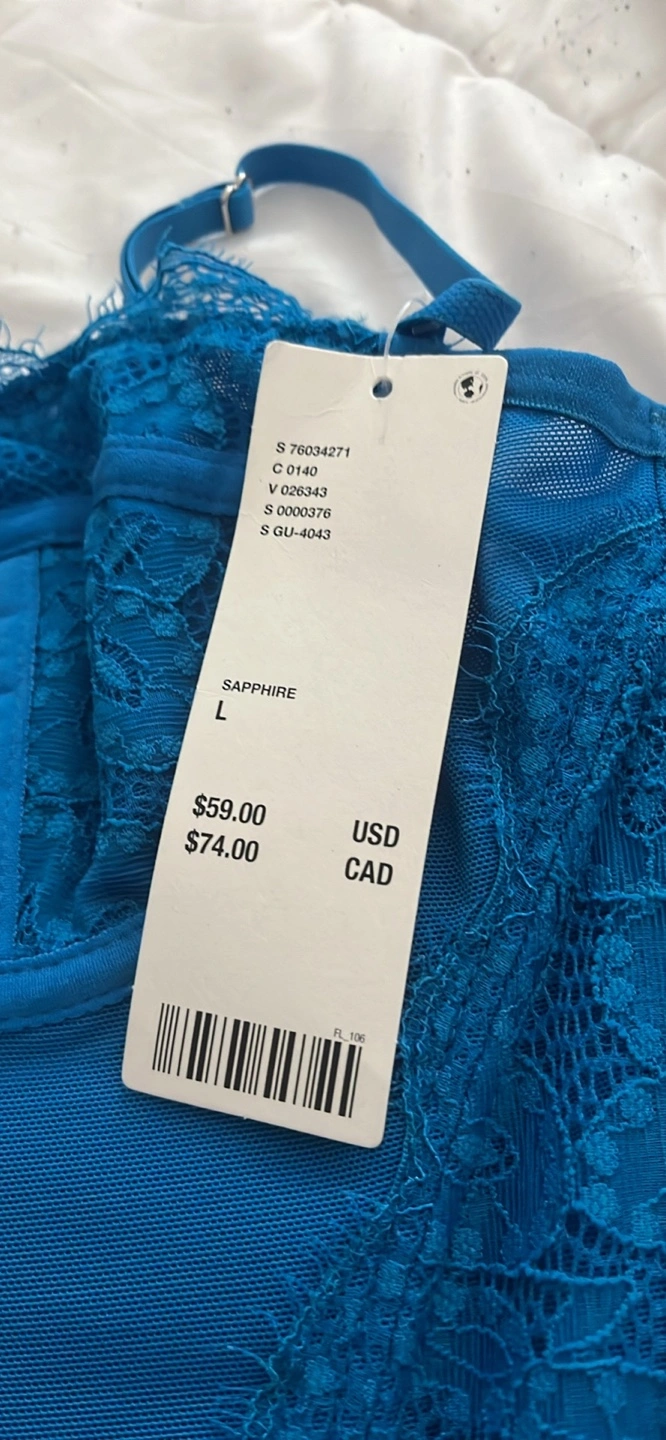 S 76034271
C 0140
V 026343
S 0000376
S GU-4043
SAPPHIRE
L
$59.00 USD
$74.00 CAD
FL_106